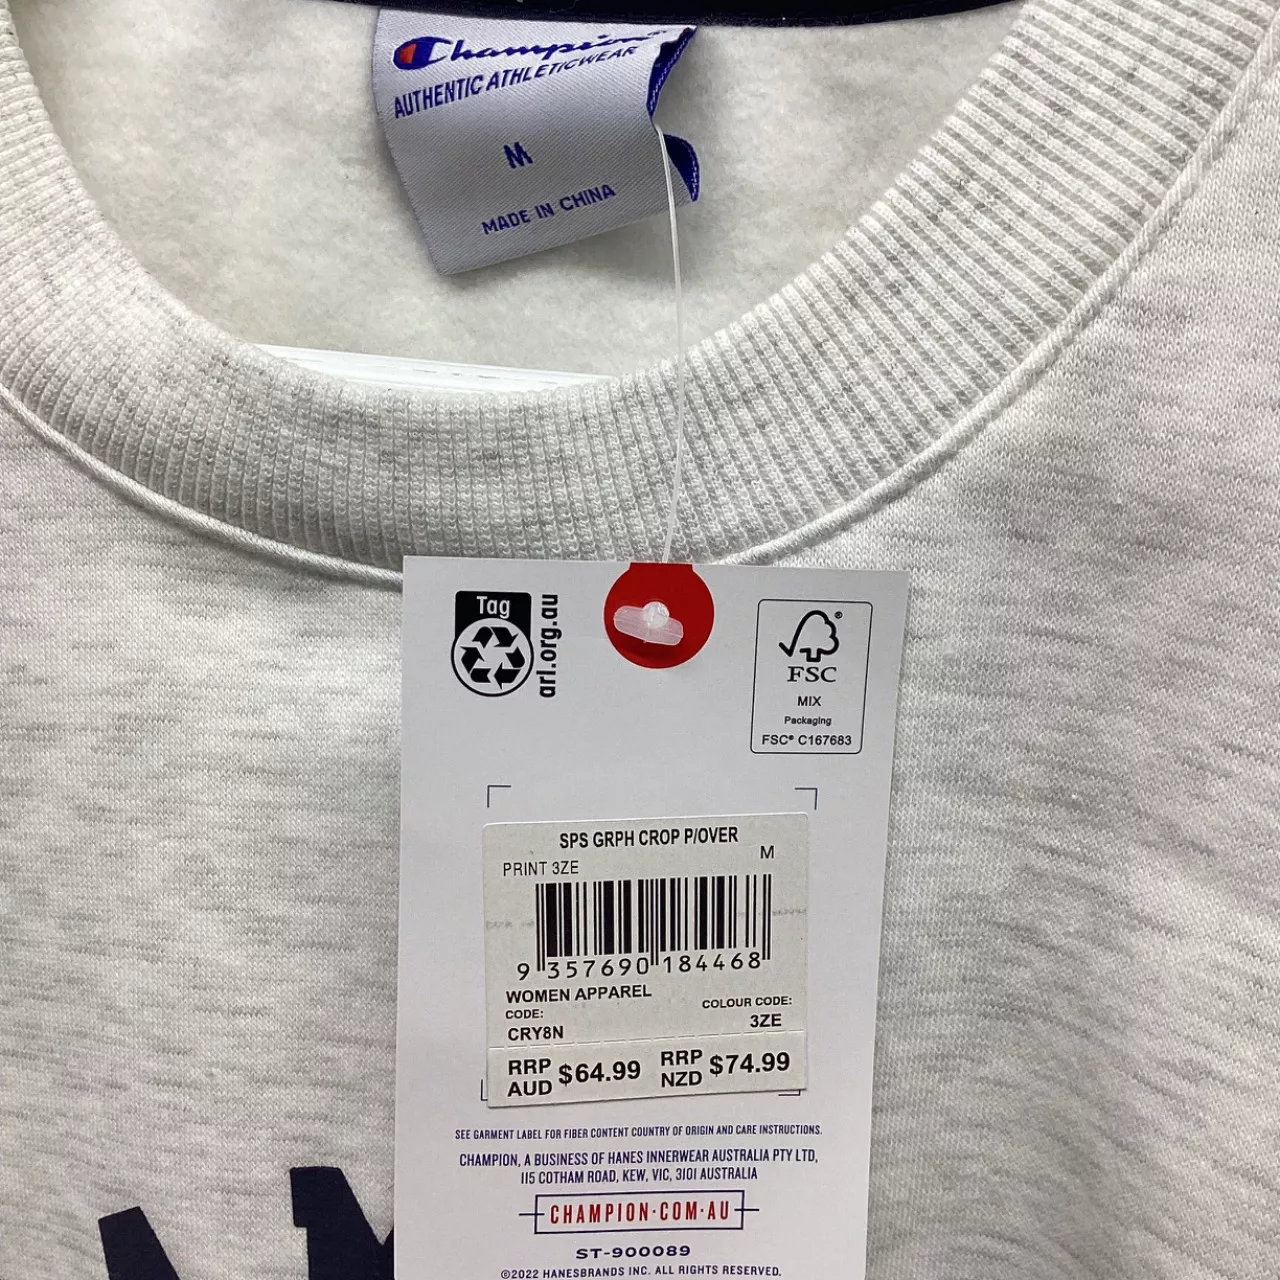 Champion
AUTHENTIC ATHLETICWEAR
M
MADE IN CHINA
Tag
arl.org.au
FSC®
MIX
Packaging
FSC® C167683
SPS GRPH CROP P/OVER
PRINT 3ZE M
9 357690 184468
WOMEN APPAREL
CODE: COLOUR CODE:
CRY8N 3ZE
RRP AUD $64.99 RRP NZD $74.99
SEE GARMENT LABEL FOR FIBER CONTENT COUNTRY OF ORIGIN AND CARE INSTRUCTIONS.
CHAMPION, A BUSINESS OF HANES INNERWEAR AUSTRALIA PTY LTD,
115 COTHAM ROAD, KEW, VIC, 3101 AUSTRALIA
CHAMPION·COM·AU
ST-900089
©2022 HANESBRANDS INC. ALL RIGHTS RESERVED.